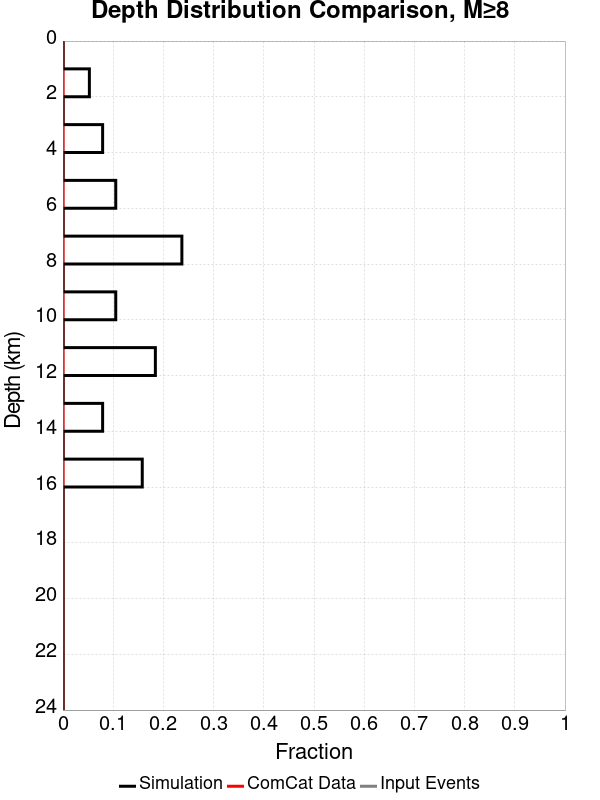 Depth Distribution Comparison, M≥8
0
2
4
6
8
10
12
14
16
18
20
22
24
Depth (km)
0 0.1 0.2 0.3 0.4 0.5 0.6 0.7 0.8 0.9 1
Fraction
Simulation ComCat Data Input Events